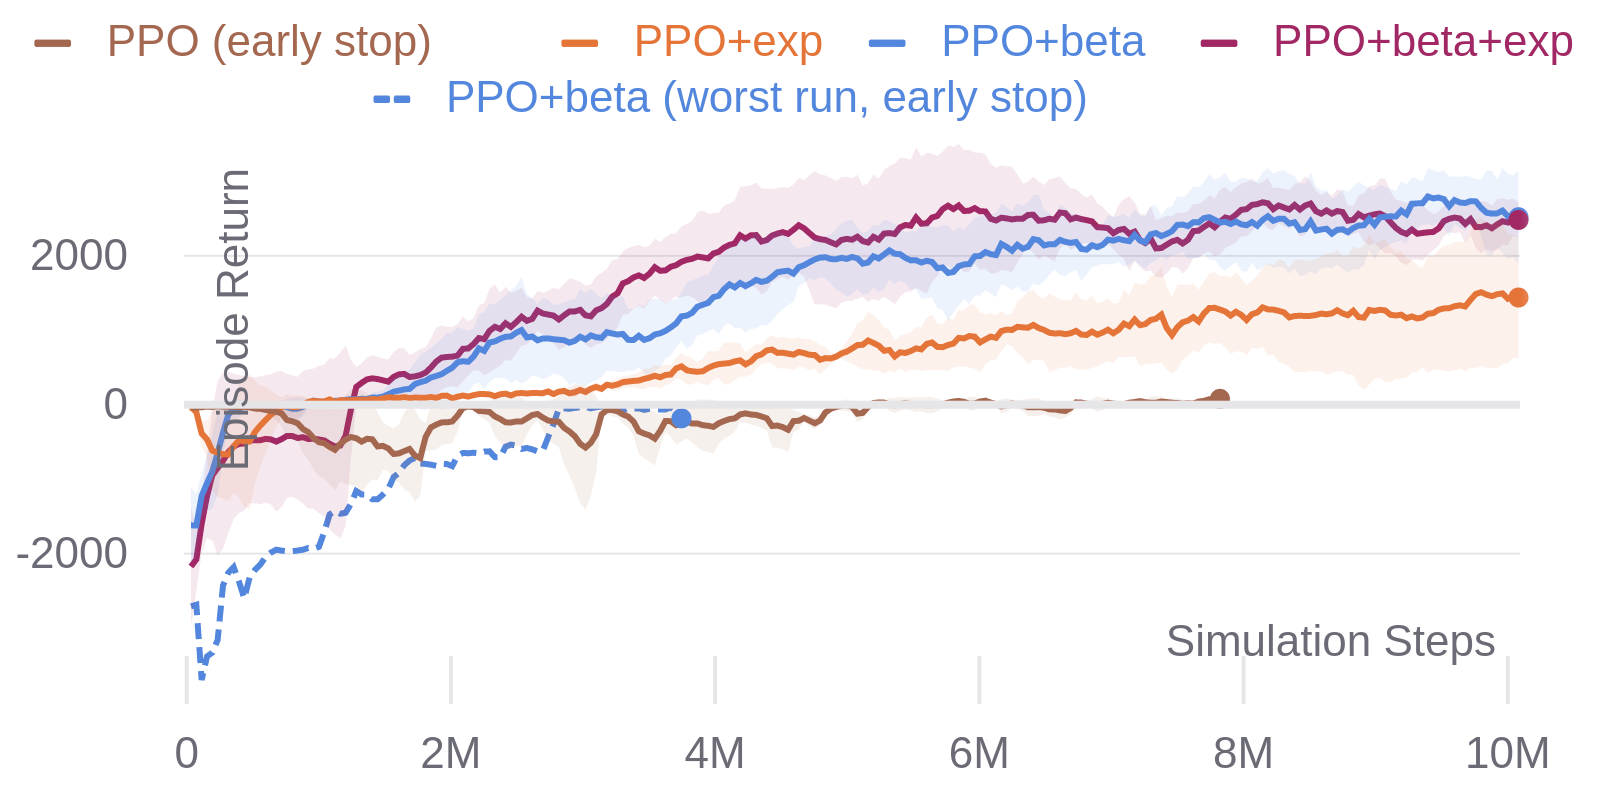 PPO (early stop) PPO+exp PPO+beta PPO+beta+exp
PPO+beta (worst run, early stop)
Episode Return
2000
0
-2000
Simulation Steps
0 2M 4M 6M 8M 10M